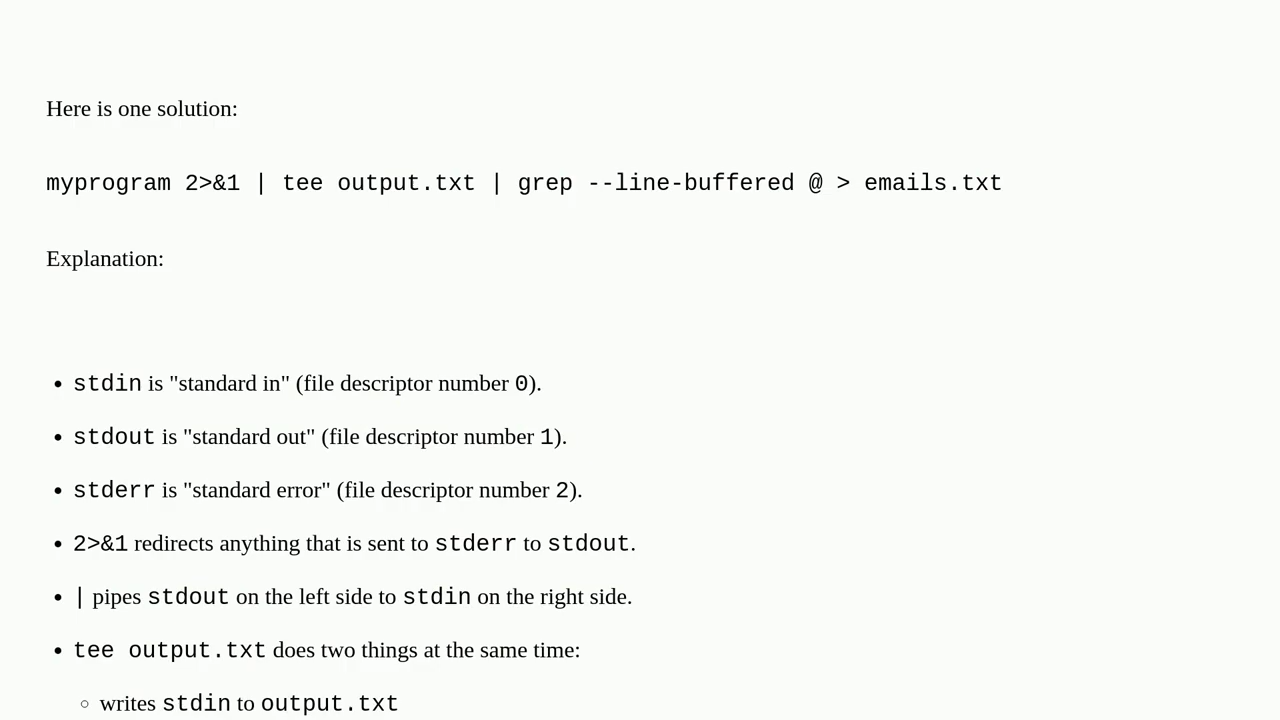 Here is one solution:
myprogram 2>&1 | tee output.txt | grep --line-buffered @ > emails.txt
Explanation:
• stdin is "standard in" (file descriptor number 0).
• stdout is "standard out" (file descriptor number 1).
• stderr is "standard error" (file descriptor number 2).
• 2>&1 redirects anything that is sent to stderr to stdout.
• | pipes stdout on the left side to stdin on the right side.
• tee output.txt does two things at the same time:
◦ writes stdin to output.txt